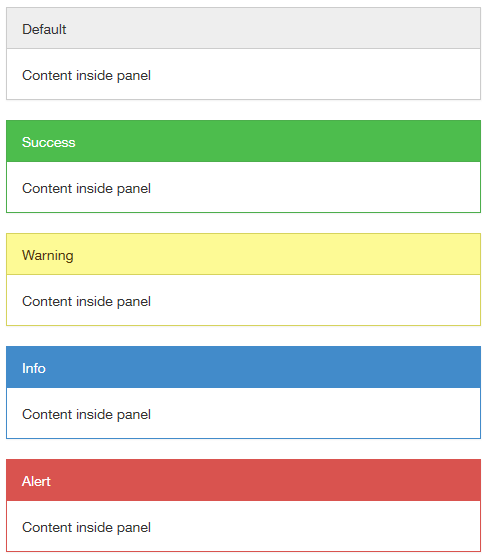 Default
Content inside panel
Success
Content inside panel
Warning
Content inside panel
Info
Content inside panel
Alert
Content inside panel